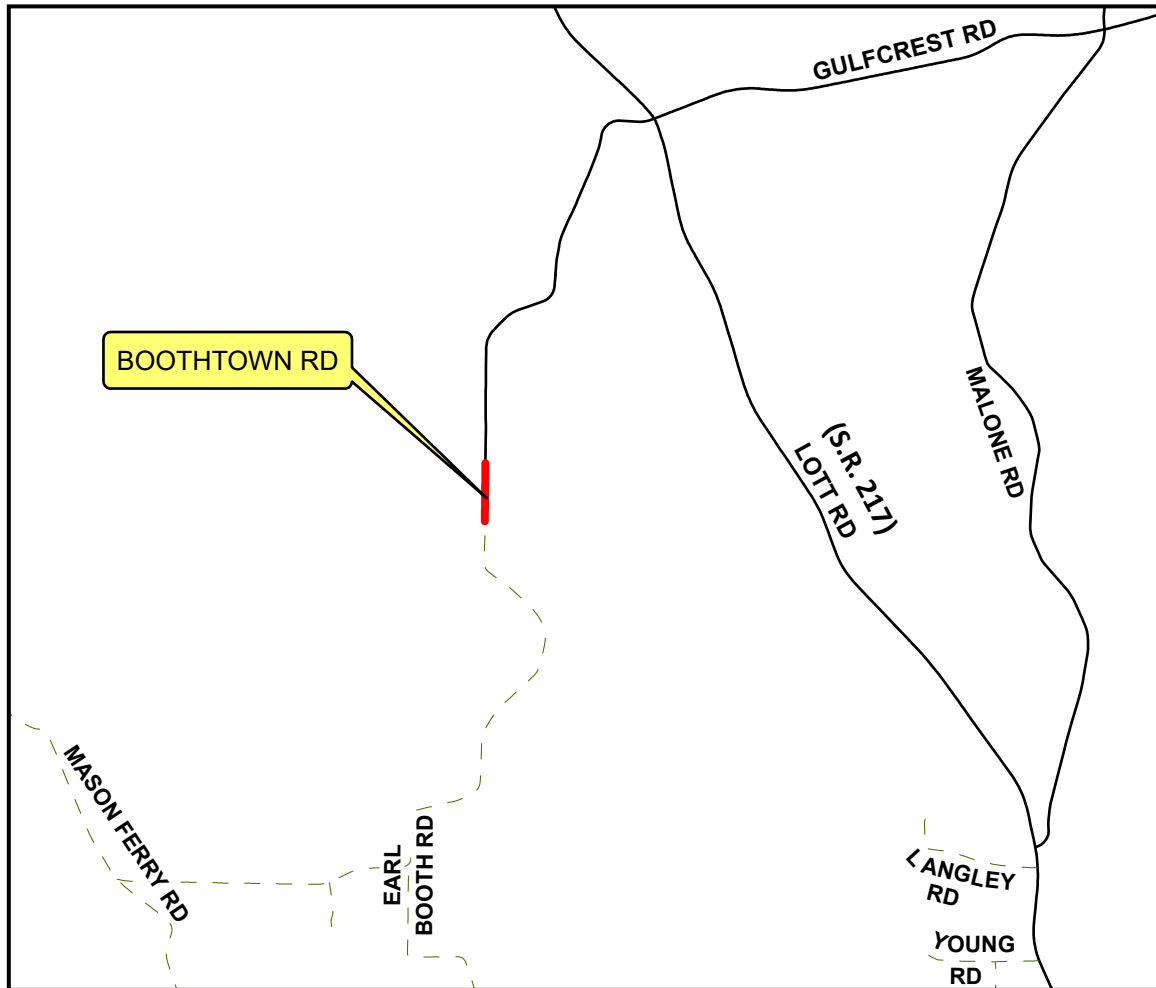 GULFCREST RD
BOOTHTOWN RD
MALONE RD
(S.R. 217)
LOTT RD
MASON FERRY RD
EARL
BOOTH RD
LANGLEY
RD
YOUNG
RD